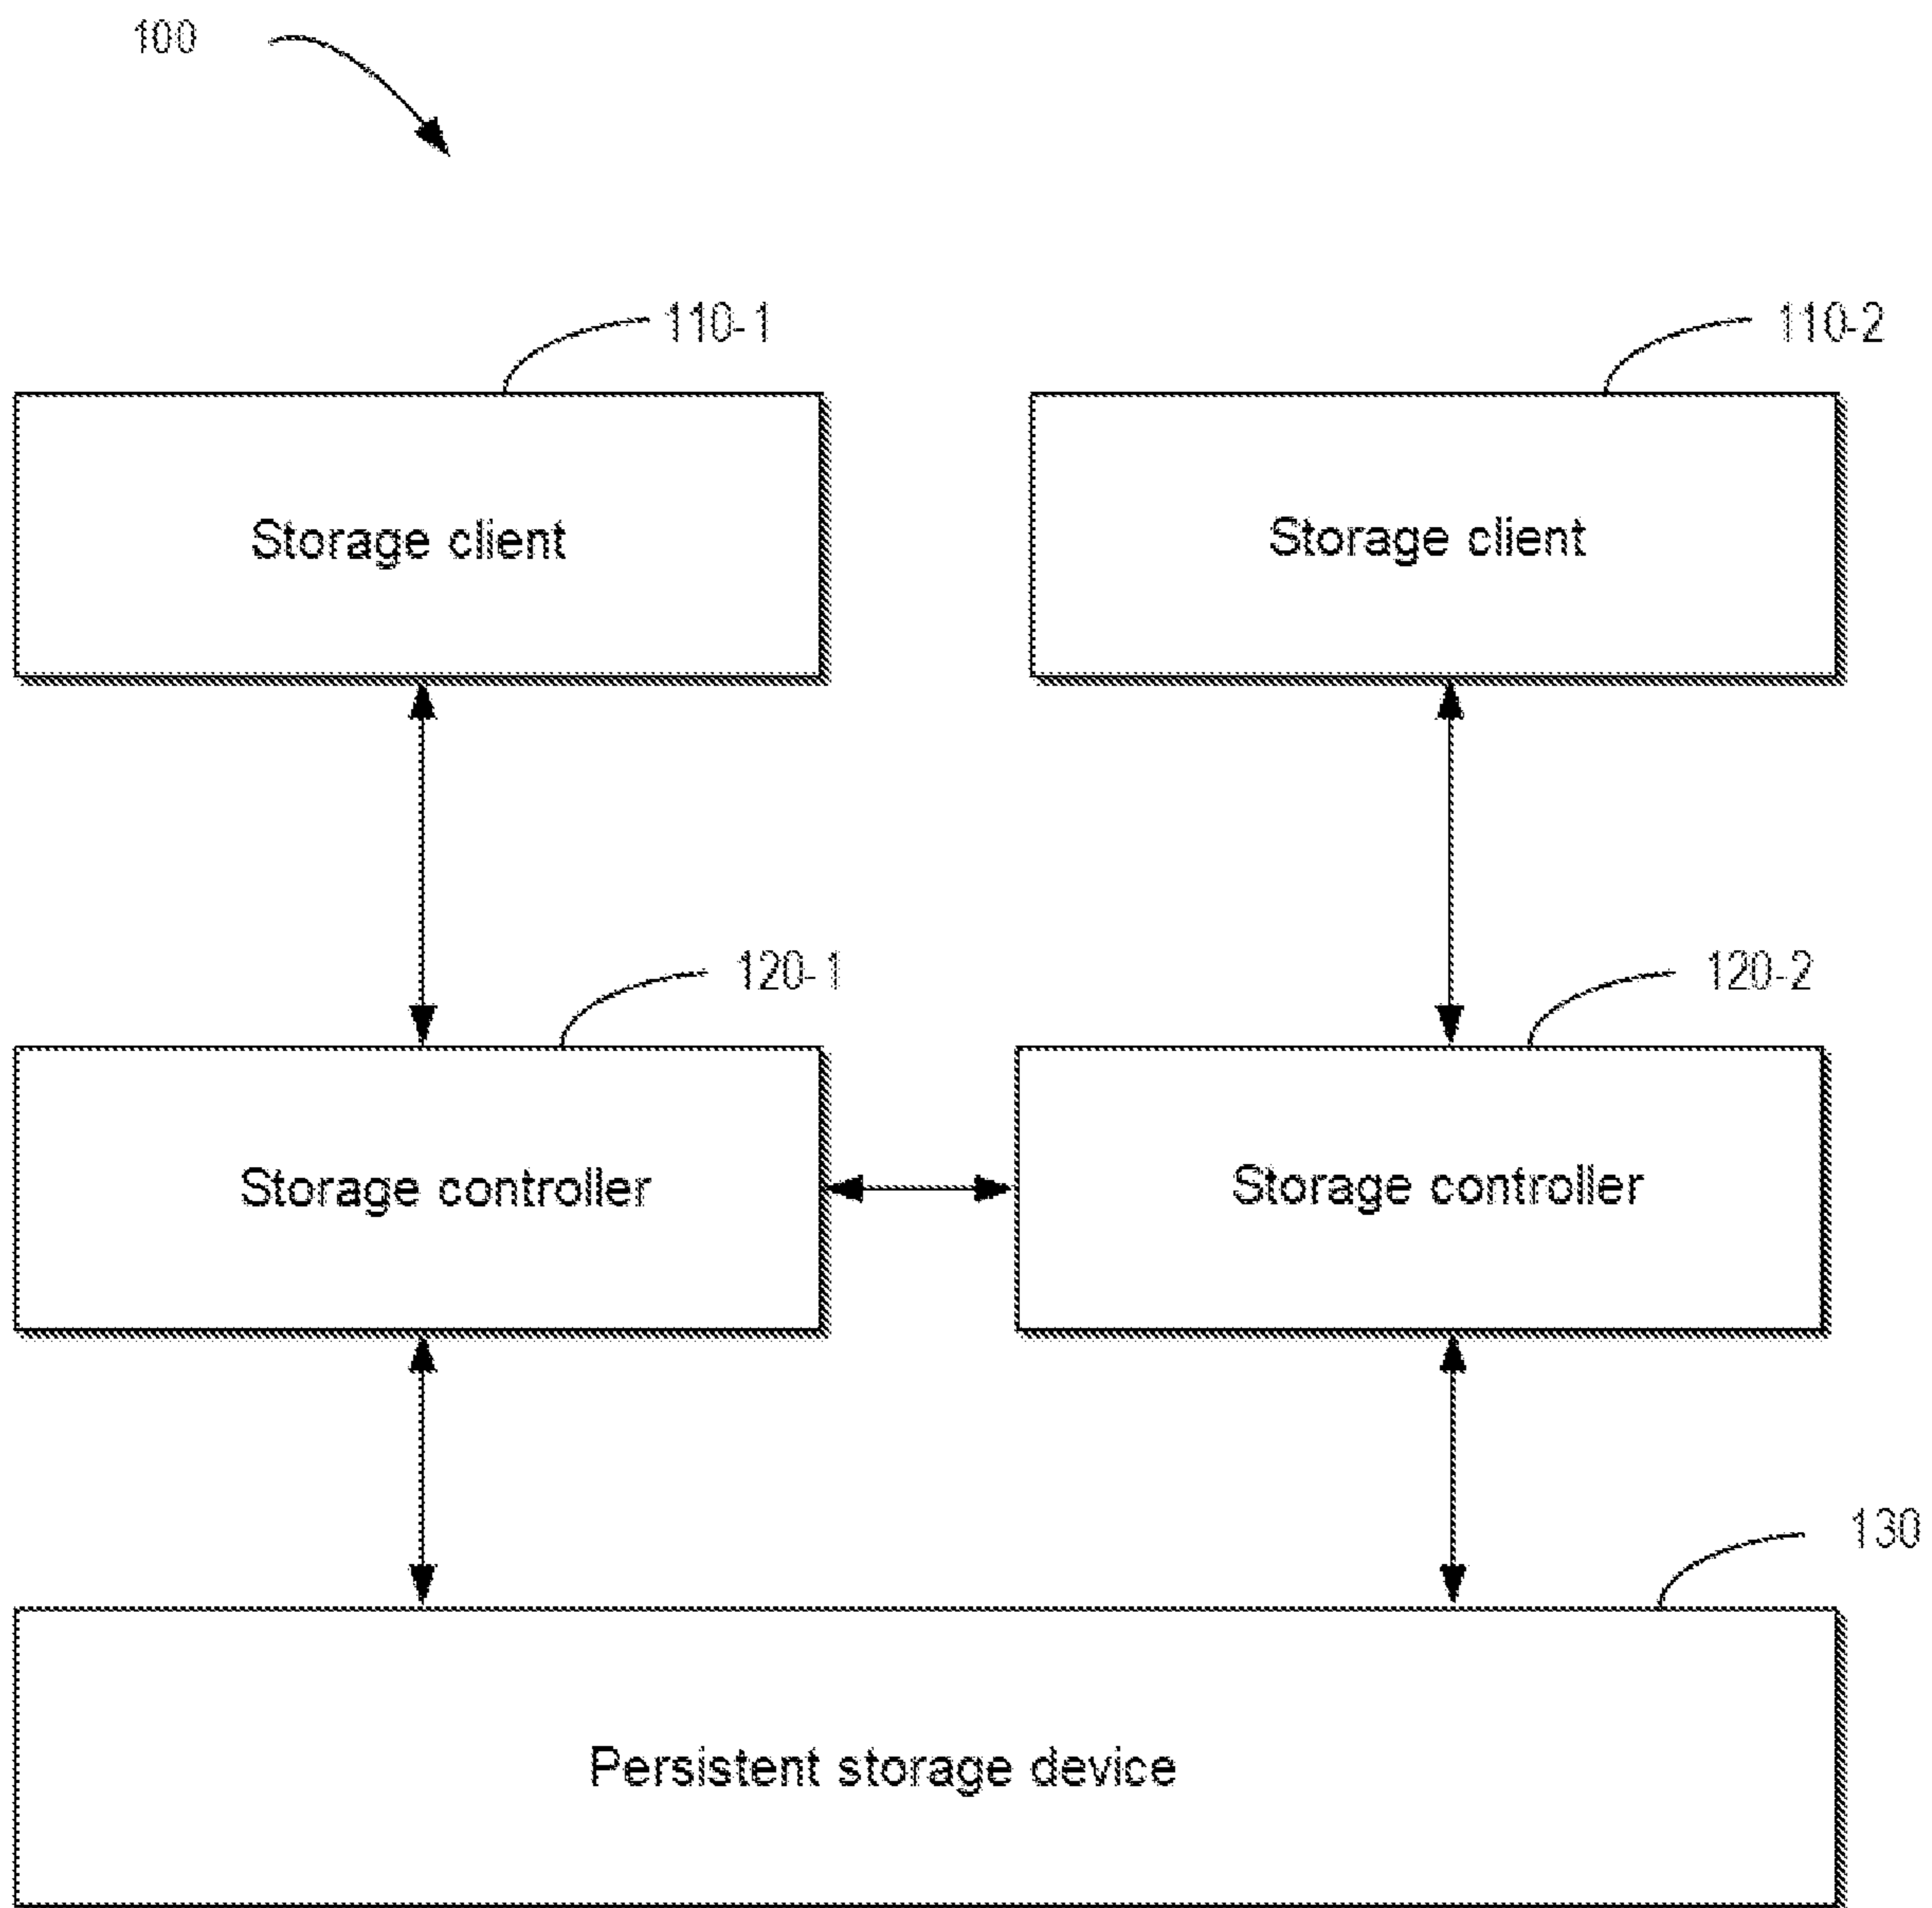 100
110-1
110-2
Storage client
Storage client
120-1
120-2
Storage controller
Storage controller
130
Persistent storage device